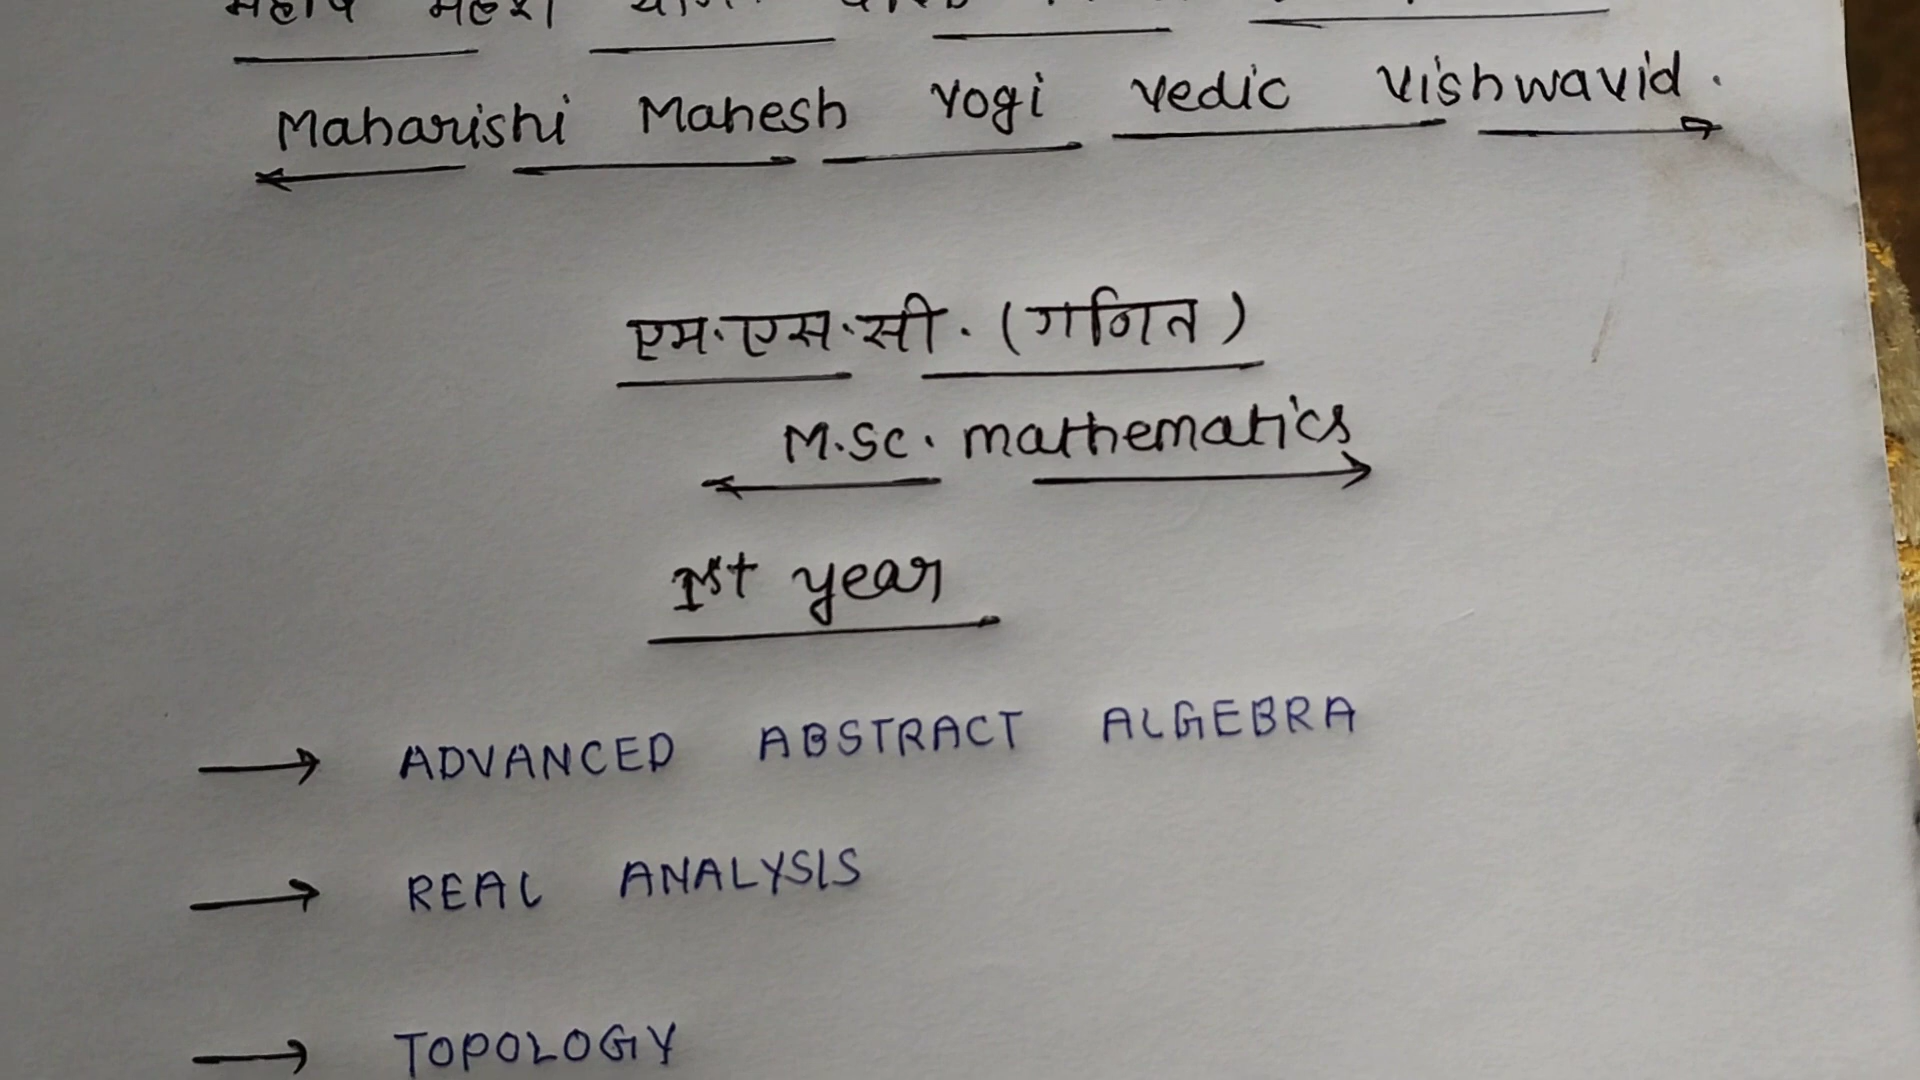 Maharishi Mahesh Yogi Vedic Vishwavid.
एम.एस.सी. (गणित)
M.Sc. mathematics
1st year
→ ADVANCED ABSTRACT ALGEBRA
→ REAL ANALYSIS
→ TOPOLOGY